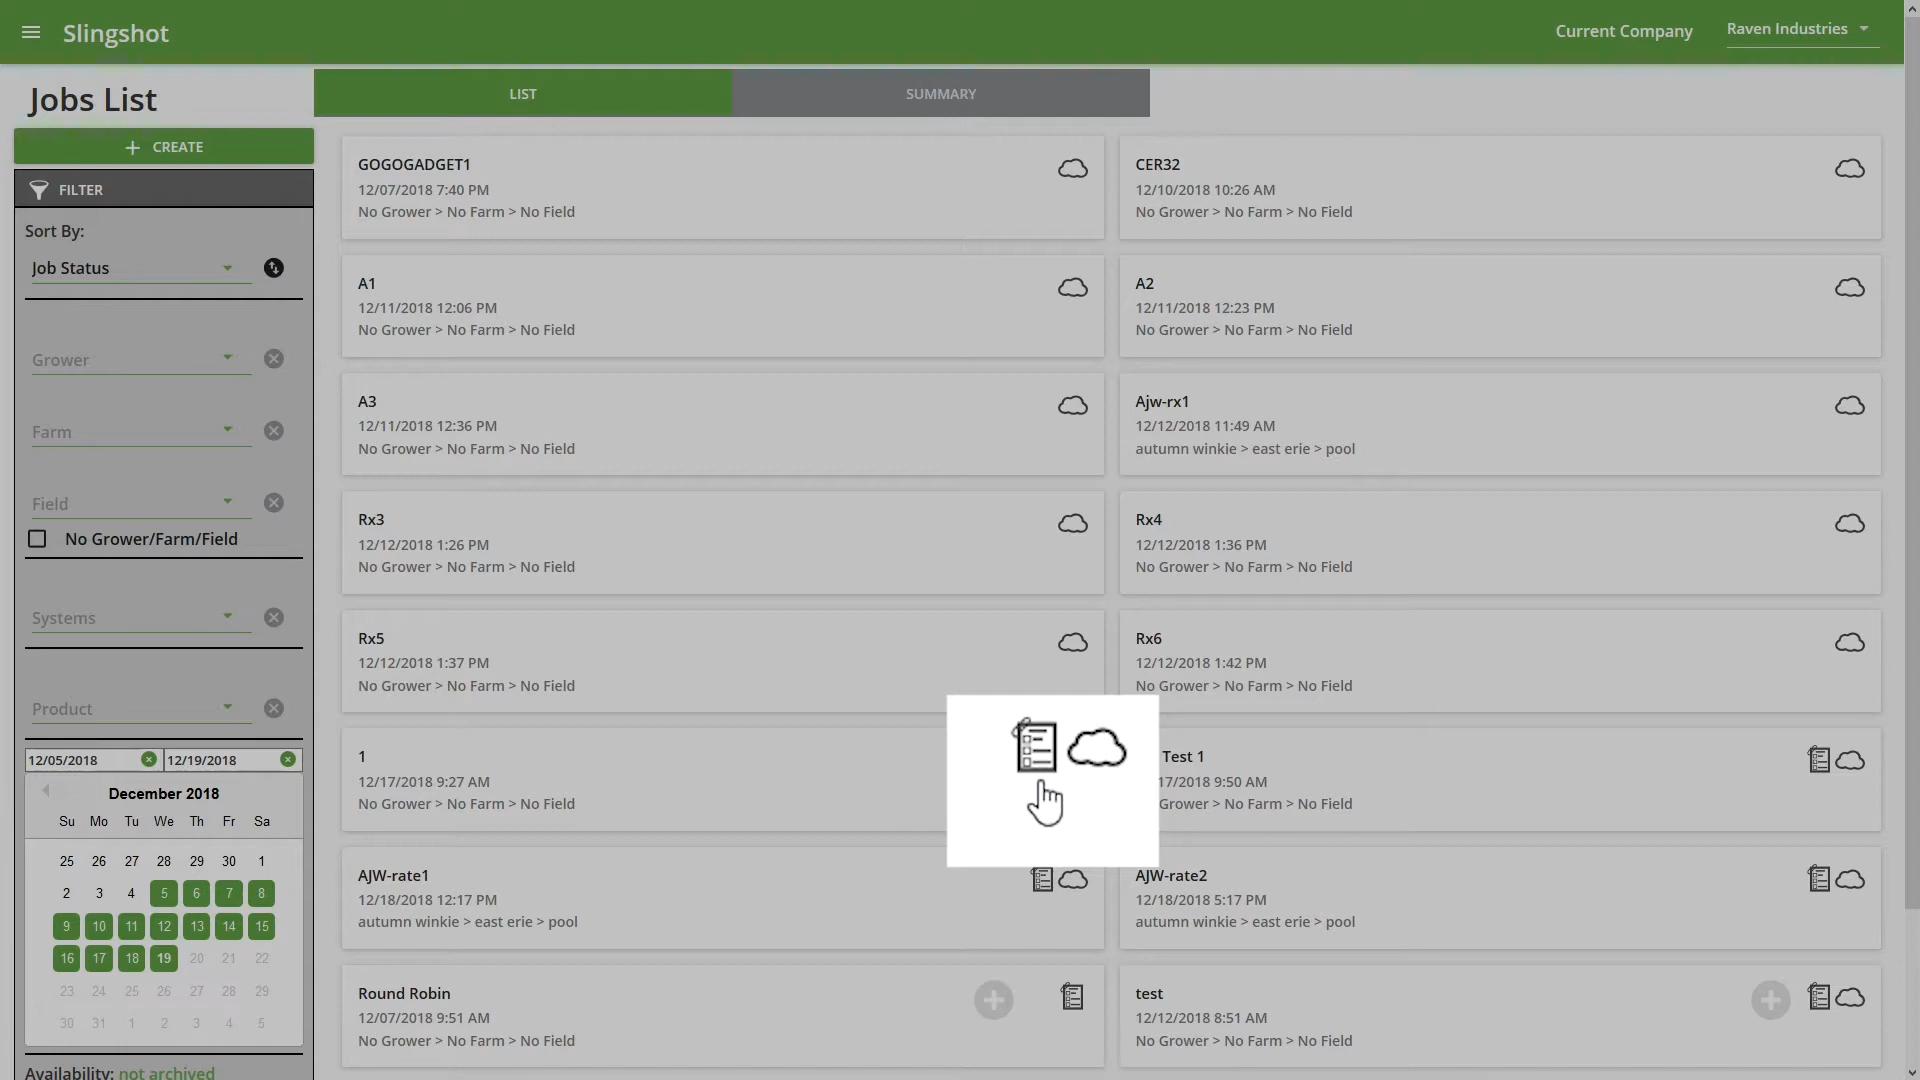 Slingshot
Current Company
Raven Industries
Jobs List
LIST
SUMMARY
CREATE
FILTER
Sort By:
Job Status
Grower
Farm
Field
No Grower/Farm/Field
Systems
Product
12/05/2018
12/19/2018
December 2018
Su Mo Tu We Th Fr Sa
25 26 27 28 29 30 1
2 3 4 5 6 7 8
9 10 11 12 13 14 15
16 17 18 19 20 21 22
23 24 25 26 27 28 29
30 31 1 2 3 4 5
Availability: not archived
GOGOGADGET1
12/07/2018 7:40 PM
No Grower > No Farm > No Field
CER32
12/10/2018 10:26 AM
No Grower > No Farm > No Field
A1
12/11/2018 12:06 PM
No Grower > No Farm > No Field
A2
12/11/2018 12:23 PM
No Grower > No Farm > No Field
A3
12/11/2018 12:36 PM
No Grower > No Farm > No Field
Ajw-rx1
12/12/2018 11:49 AM
autumn winkie > east erie > pool
Rx3
12/12/2018 1:26 PM
No Grower > No Farm > No Field
Rx4
12/12/2018 1:36 PM
No Grower > No Farm > No Field
Rx5
12/12/2018 1:37 PM
No Grower > No Farm > No Field
Rx6
12/12/2018 1:42 PM
No Grower > No Farm > No Field
1
12/17/2018 9:27 AM
No Grower > No Farm > No Field
Test 1
17/2018 9:50 AM
Grower > No Farm > No Field
AJW-rate1
12/18/2018 12:17 PM
autumn winkie > east erie > pool
AJW-rate2
12/18/2018 5:17 PM
autumn winkie > east erie > pool
Round Robin
12/07/2018 9:51 AM
No Grower > No Farm > No Field
test
12/12/2018 8:51 AM
No Grower > No Farm > No Field